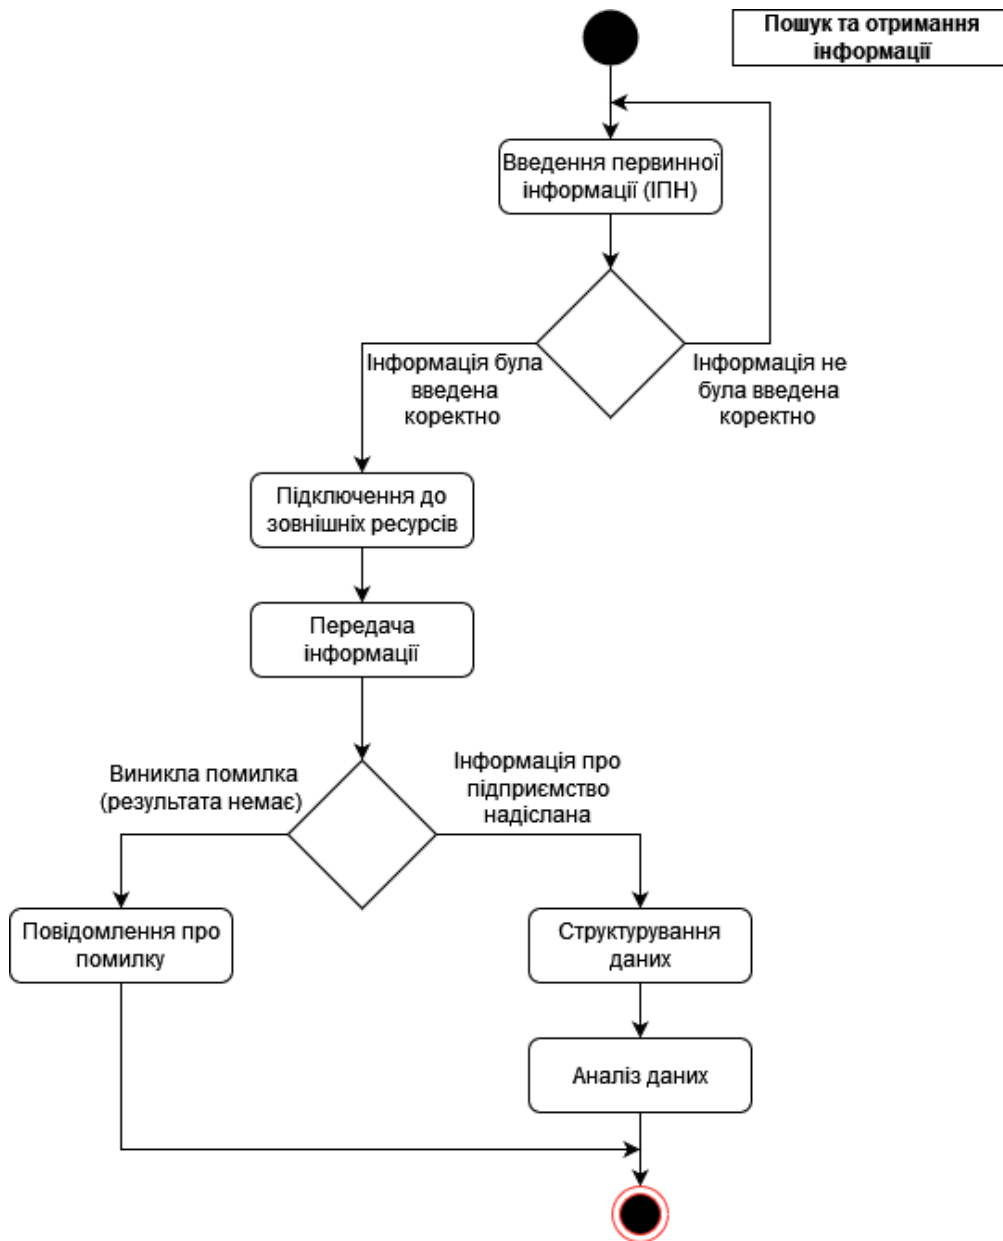 Пошук та отримання
інформації
Введення первинної
інформації (ІПН)
Інформація була
введена
коректно
Інформація не
була введена
коректно
Підключення до
зовнішніх ресурсів
Передача
інформації
Виникла помилка
(результата немає)
Інформація про
підприємство
надіслана
Повідомлення про
помилку
Структурування
даних
Аналіз даних